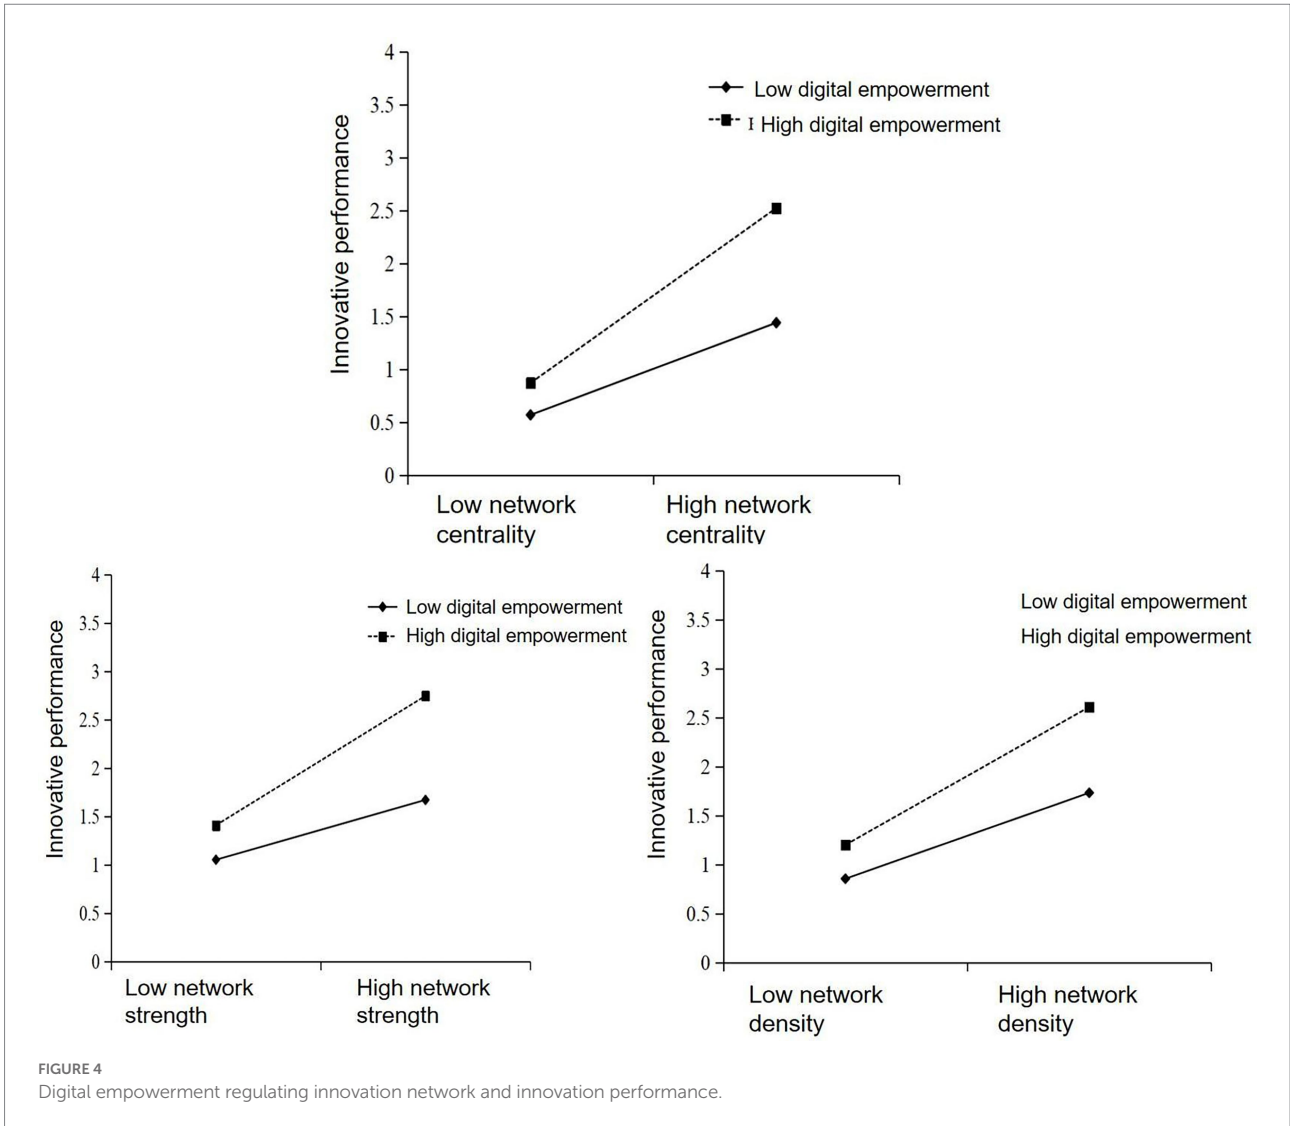 4
3.5
3
2.5
2
1.5
1
0.5
0
Innovative performance
Low digital empowerment
High digital empowerment
Low network
centrality
High network
centrality
4
3.5
3
2.5
2
1.5
1
0.5
0
Innovative performance
Low digital empowerment
High digital empowerment
Low network
strength
High network
strength
4
3.5
3
2.5
2
1.5
1
0.5
0
Innovative performance
Low digital empowerment
High digital empowerment
Low network
density
High network
density
FIGURE 4
Digital empowerment regulating innovation network and innovation performance.